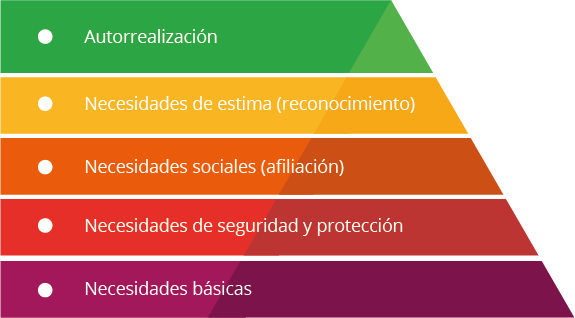 Autorrealización
Necesidades de estima (reconocimiento)
Necesidades sociales (afiliación)
Necesidades de seguridad y protección
Necesidades básicas